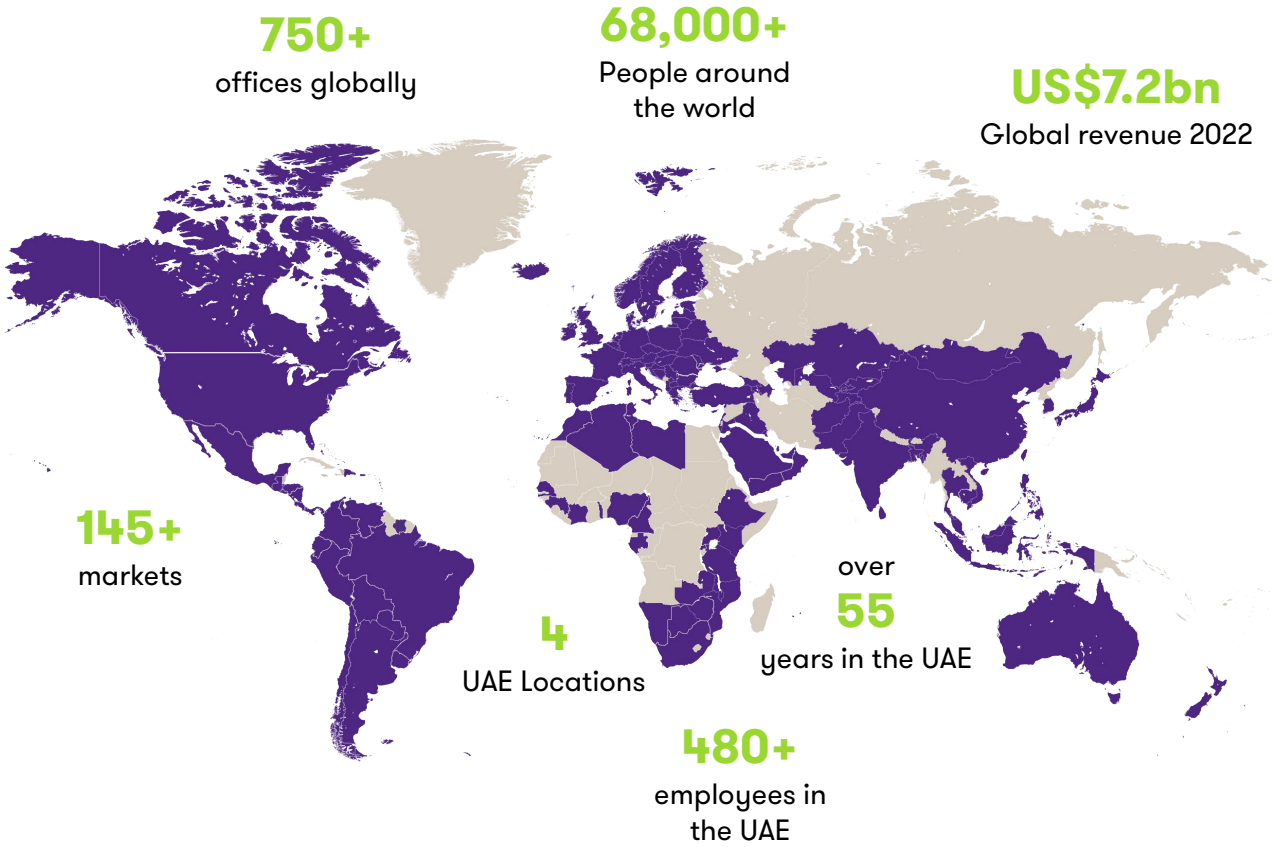 750+
offices globally
68,000+
People around
the world
US$7.2bn
Global revenue 2022
145+
markets
4
UAE Locations
over
55
years in the UAE
480+
employees in
the UAE